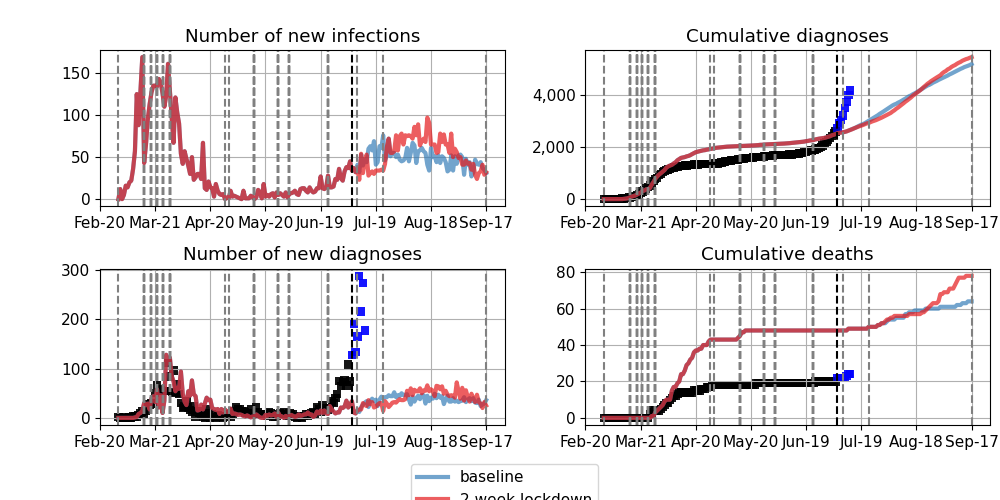 Number of new infections
150
100
50
0
Feb-20 Mar-21 Apr-20 May-20 Jun-19 Jul-19 Aug-18 Sep-17
Cumulative diagnoses
4,000
2,000
0
Feb-20 Mar-21 Apr-20 May-20 Jun-19 Jul-19 Aug-18 Sep-17
Number of new diagnoses
300
200
100
0
Feb-20 Mar-21 Apr-20 May-20 Jun-19 Jul-19 Aug-18 Sep-17
Cumulative deaths
80
60
40
20
0
Feb-20 Mar-21 Apr-20 May-20 Jun-19 Jul-19 Aug-18 Sep-17
baseline
2 week lockdown